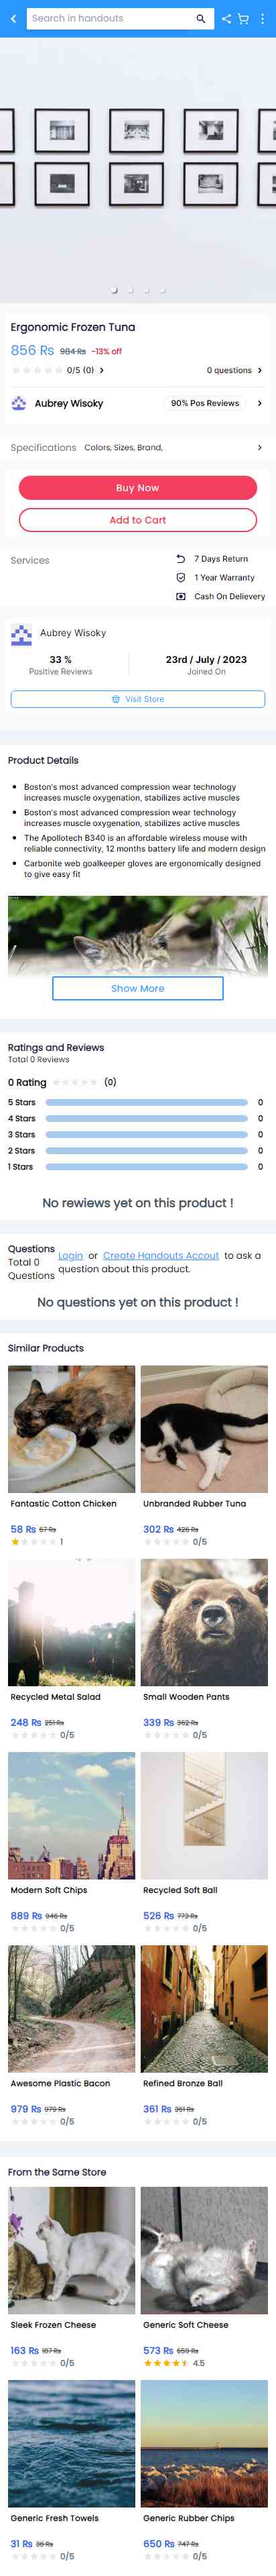 Search in handouts
Ergonomic Frozen Tuna
856 Rs 984 Rs -13% off
0/5 (0) 0 questions
Aubrey Wisoky 90% Pos Reviews
Specifications Colors, Sizes, Brand,
Buy Now
Add to Cart
Services 7 Days Return
1 Year Warranty
Cash On Delievery
Aubrey Wisoky
33 % 23rd / July / 2023
Positive Reviews Joined On
Visit Store
Product Details
Boston's most advanced compression wear technology
increases muscle oxygenation, stabilizes active muscles
Boston's most advanced compression wear technology
increases muscle oxygenation, stabilizes active muscles
The Apollotech B340 is an affordable wireless mouse with
reliable connectivity, 12 months battery life and modern design
Carbonite web goalkeeper gloves are ergonomically designed
to give easy fit
Show More
Ratings and Reviews
Total 0 Reviews
0 Rating (0)
5 Stars 0
4 Stars 0
3 Stars 0
2 Stars 0
1 Stars 0
No rewiews yet on this product !
Questions
Total 0
Questions
Login or Create Handouts Accout to ask a
question about this product.
No questions yet on this product !
Similar Products
Fantastic Cotton Chicken Unbranded Rubber Tuna
58 Rs 67 Rs 302 Rs 426 Rs
1 0/5
Recycled Metal Salad Small Wooden Pants
248 Rs 251 Rs 339 Rs 362 Rs
0/5 0/5
Modern Soft Chips Recycled Soft Ball
889 Rs 946 Rs 526 Rs 773 Rs
0/5 0/5
Awesome Plastic Bacon Refined Bronze Ball
979 Rs 979 Rs 361 Rs 361 Rs
0/5 0/5
From the Same Store
Sleek Frozen Cheese Generic Soft Cheese
163 Rs 187 Rs 573 Rs 659 Rs
0/5 4.5
Generic Fresh Towels Generic Rubber Chips
31 Rs 36 Rs 650 Rs 747 Rs
0/5 0/5